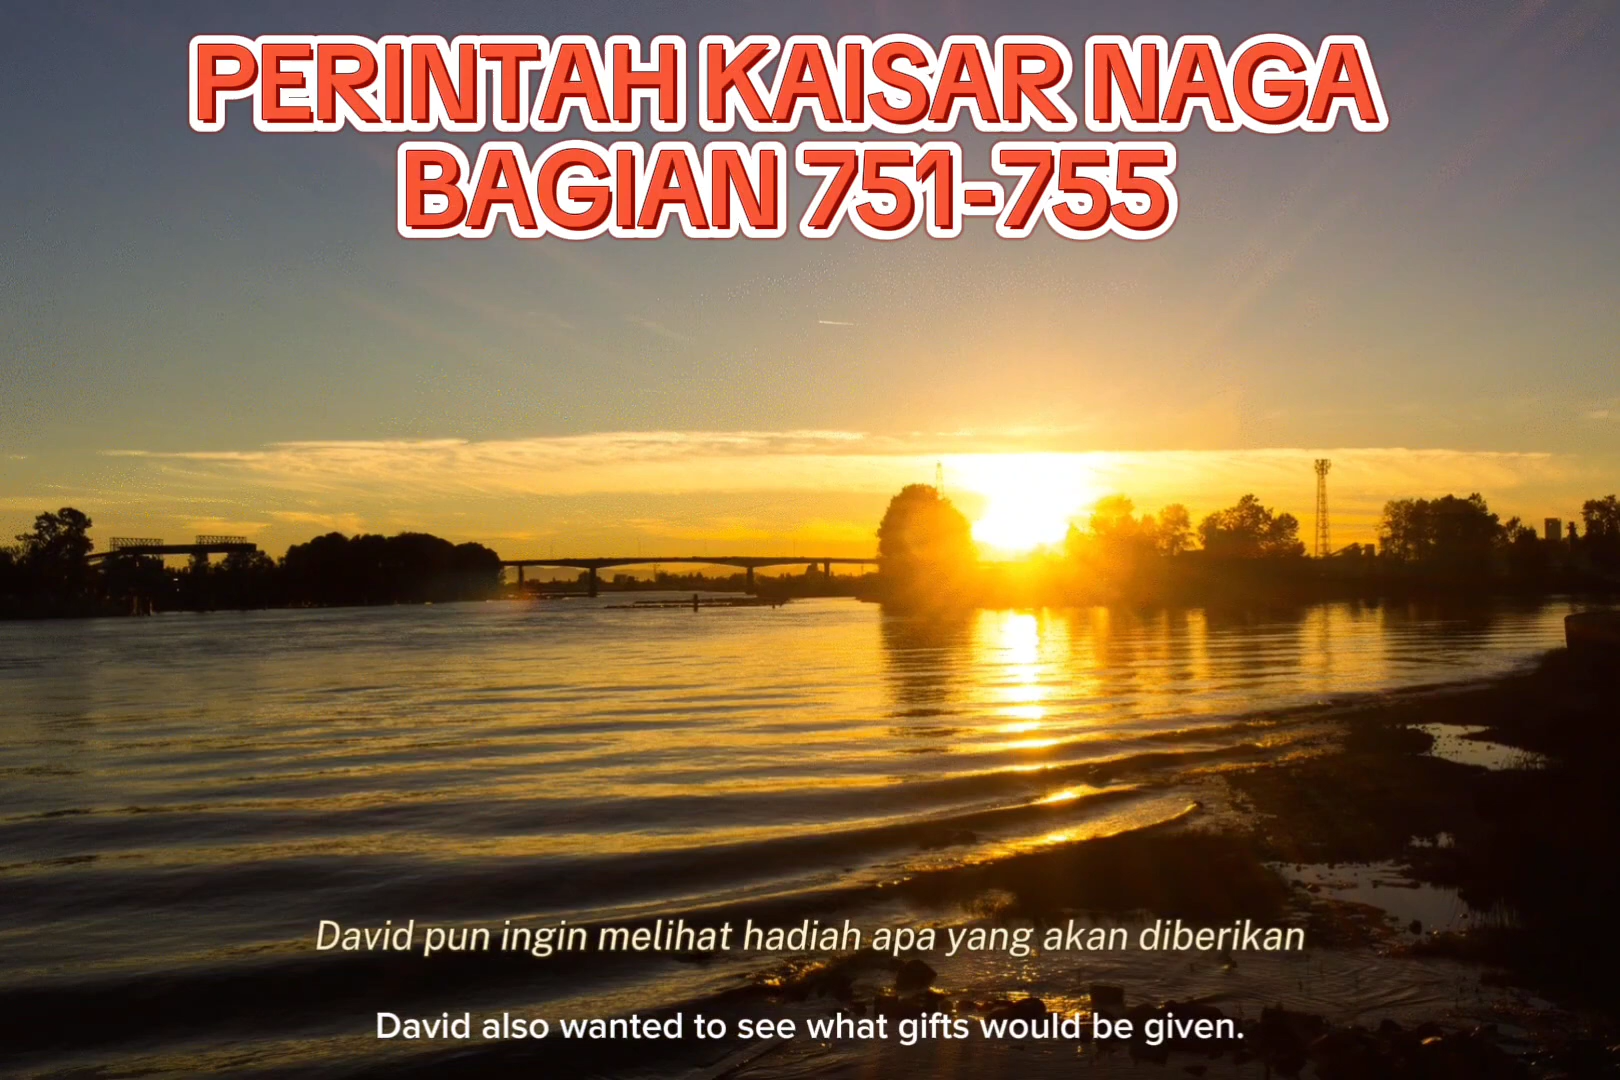 PERINTAH KAISAR NAGA
BAGIAN 751-755
David pun ingin melihat hadiah apa yang akan diberikan
David also wanted to see what gifts would be given.